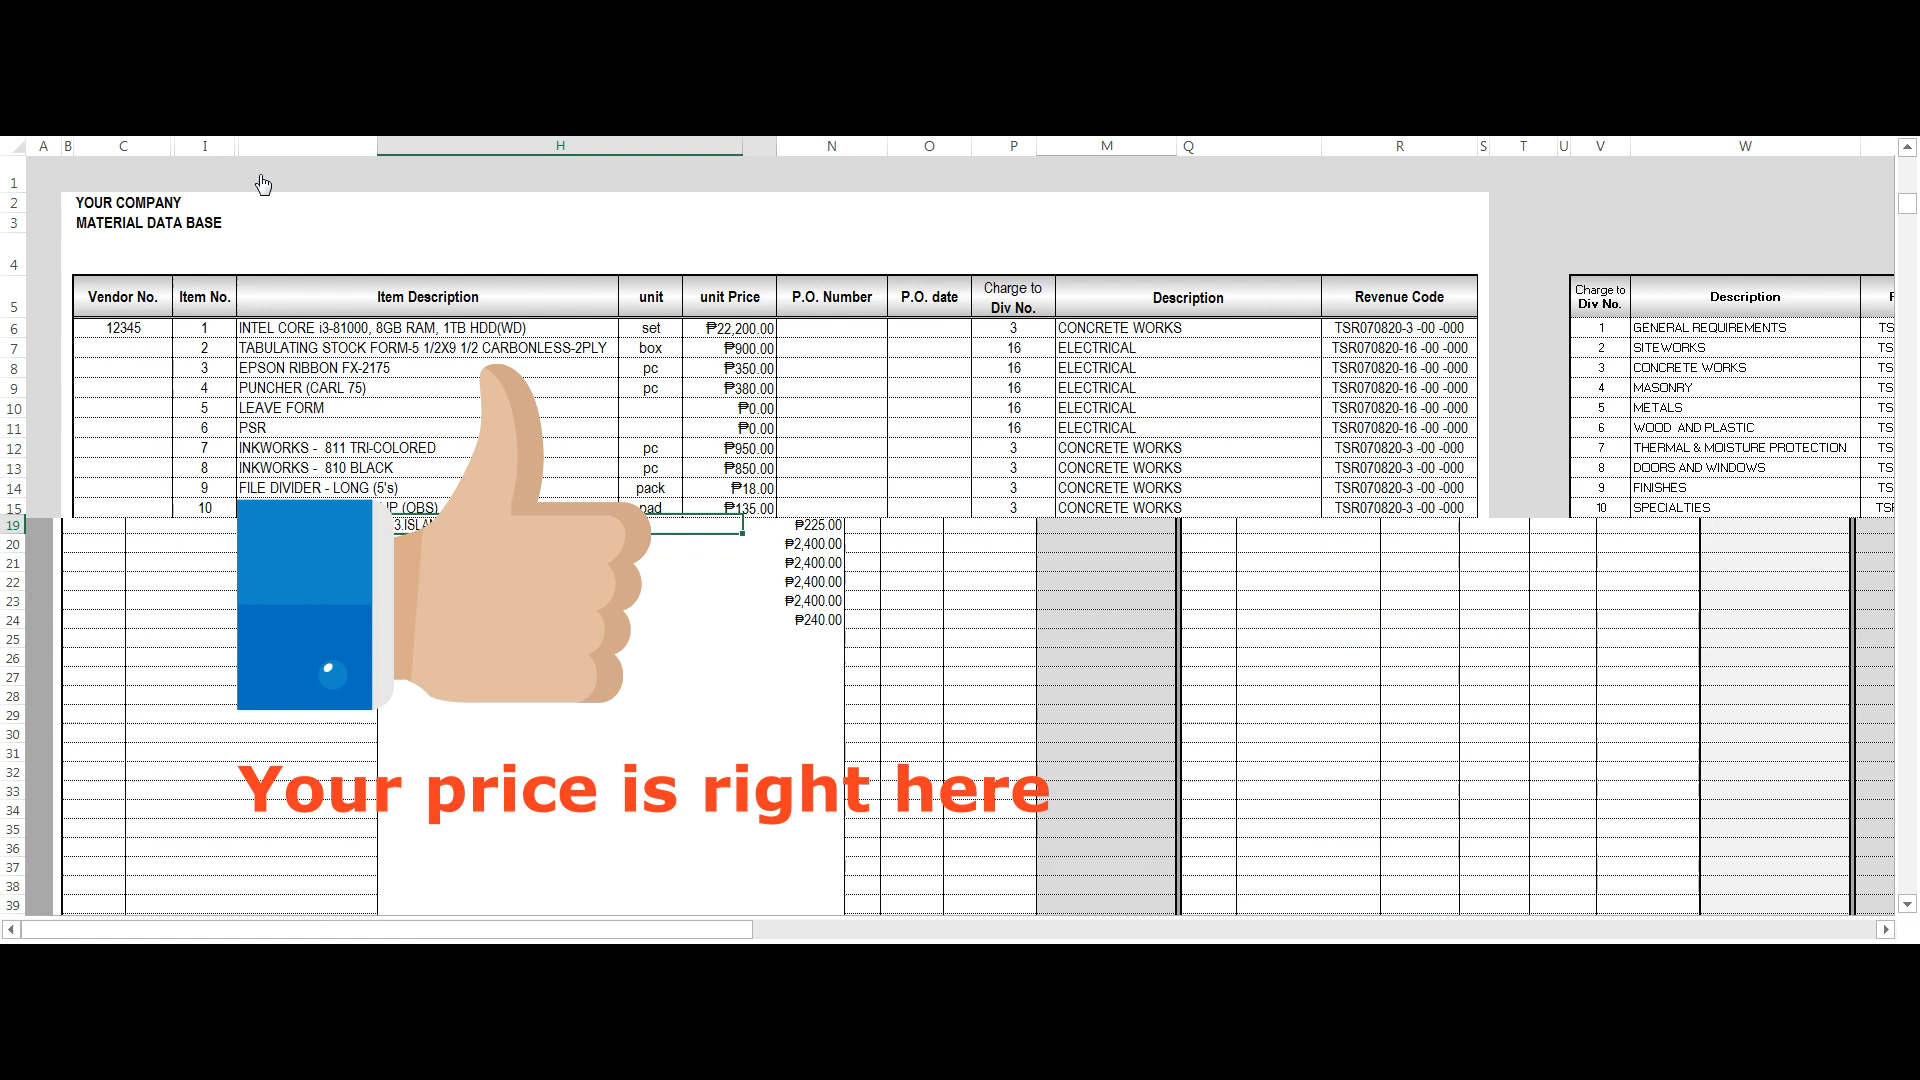 A B C I H N O P M Q R S T U V W
1
2 YOUR COMPANY
3 MATERIAL DATA BASE
4
5 Vendor No. Item No. Item Description unit unit Price P.O. Number P.O. date Charge to Div No. Description Revenue Code Charge to Div No. Description
6 12345 1 INTEL CORE i3-81000, 8GB RAM, 1TB HDD(WD) set ₱22,200.00 3 CONCRETE WORKS TSR070820-3 -00 -000 1 GENERAL REQUIREMENTS TS
7 2 TABULATING STOCK FORM-5 1/2X9 1/2 CARBONLESS-2PLY box ₱900.00 16 ELECTRICAL TSR070820-16 -00 -000 2 SITEWORKS TS
8 3 EPSON RIBBON FX-2175 pc ₱350.00 16 ELECTRICAL TSR070820-16 -00 -000 3 CONCRETE WORKS TS
9 4 PUNCHER (CARL 75) pc ₱380.00 16 ELECTRICAL TSR070820-16 -00 -000 4 MASONRY TS
10 5 LEAVE FORM ₱0.00 16 ELECTRICAL TSR070820-16 -00 -000 5 METALS TS
11 6 PSR ₱0.00 16 ELECTRICAL TSR070820-16 -00 -000 6 WOOD AND PLASTIC TS
12 7 INKWORKS - 811 TRI-COLORED pc ₱950.00 3 CONCRETE WORKS TSR070820-3 -00 -000 7 THERMAL & MOISTURE PROTECTION TS
13 8 INKWORKS - 810 BLACK pc ₱850.00 3 CONCRETE WORKS TSR070820-3 -00 -000 8 DOORS AND WINDOWS TS
14 9 FILE DIVIDER - LONG (5's) pack ₱18.00 3 CONCRETE WORKS TSR070820-3 -00 -000 9 FINISHES TS
15 10 (OBS) pad ₱135.00 3 CONCRETE WORKS TSR070820-3 -00 -000 10 SPECIALTIES TSF
19 ₱225.00
20 ₱2,400.00
21 ₱2,400.00
22 ₱2,400.00
23 ₱2,400.00
24 ₱240.00
25
26
27
28
29
30
31
32
33
34
35
36
37
38
39
Your price is right here